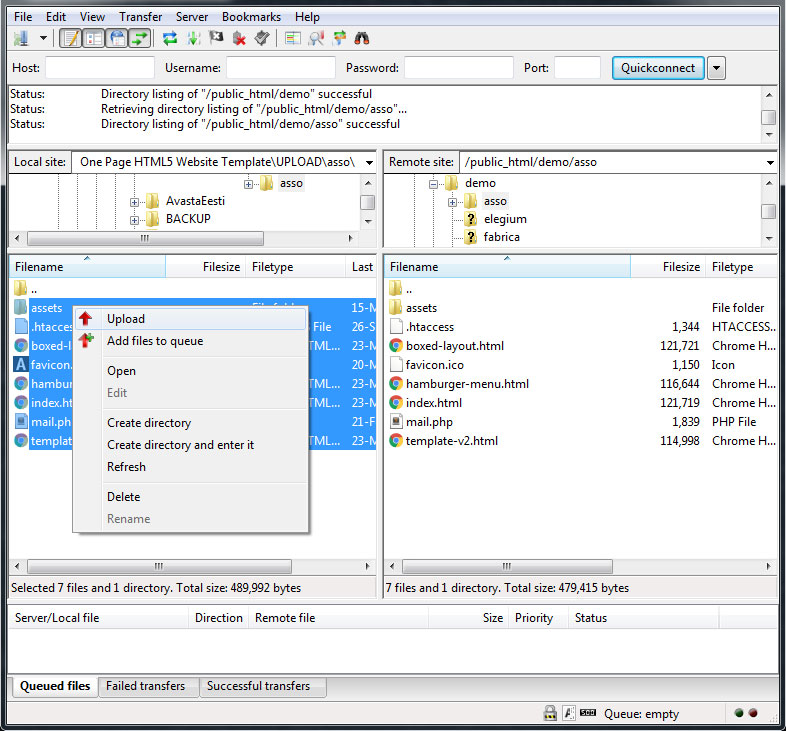 File Edit View Transfer Server Bookmarks Help
Host: Username: Password: Port: Quickconnect
Status: Directory listing of "/public_html/demo" successful
Status: Retrieving directory listing of "/public_html/demo/asso"...
Status: Directory listing of "/public_html/demo/asso" successful
Local site: One Page HTML5 Website Template\UPLOAD\asso\
asso
AvastaEesti
BACKUP
Remote site: /public_html/demo/asso
demo
asso
elegium
fabrica
Filename Filesize Filetype Last
..
assets File folder 15-M
.htaccess File 26-S
boxed-l TML... 23-M
favicon. 20-M
hambur TML... 23-M
index.ht TML... 23-M
mail.ph 21-F
template TML... 23-M
Upload
Add files to queue
Open
Edit
Create directory
Create directory and enter it
Refresh
Delete
Rename
Selected 7 files and 1 directory. Total size: 489,992 bytes
Filename Filesize Filetype
..
assets File folder
.htaccess 1,344 HTACCESS...
boxed-layout.html 121,721 Chrome H...
favicon.ico 1,150 Icon
hamburger-menu.html 116,644 Chrome H...
index.html 121,719 Chrome H...
mail.php 1,839 PHP File
template-v2.html 114,998 Chrome H...
7 files and 1 directory. Total size: 479,415 bytes
Server/Local file Direction Remote file Size Priority Status
Queued files Failed transfers Successful transfers
Queue: empty